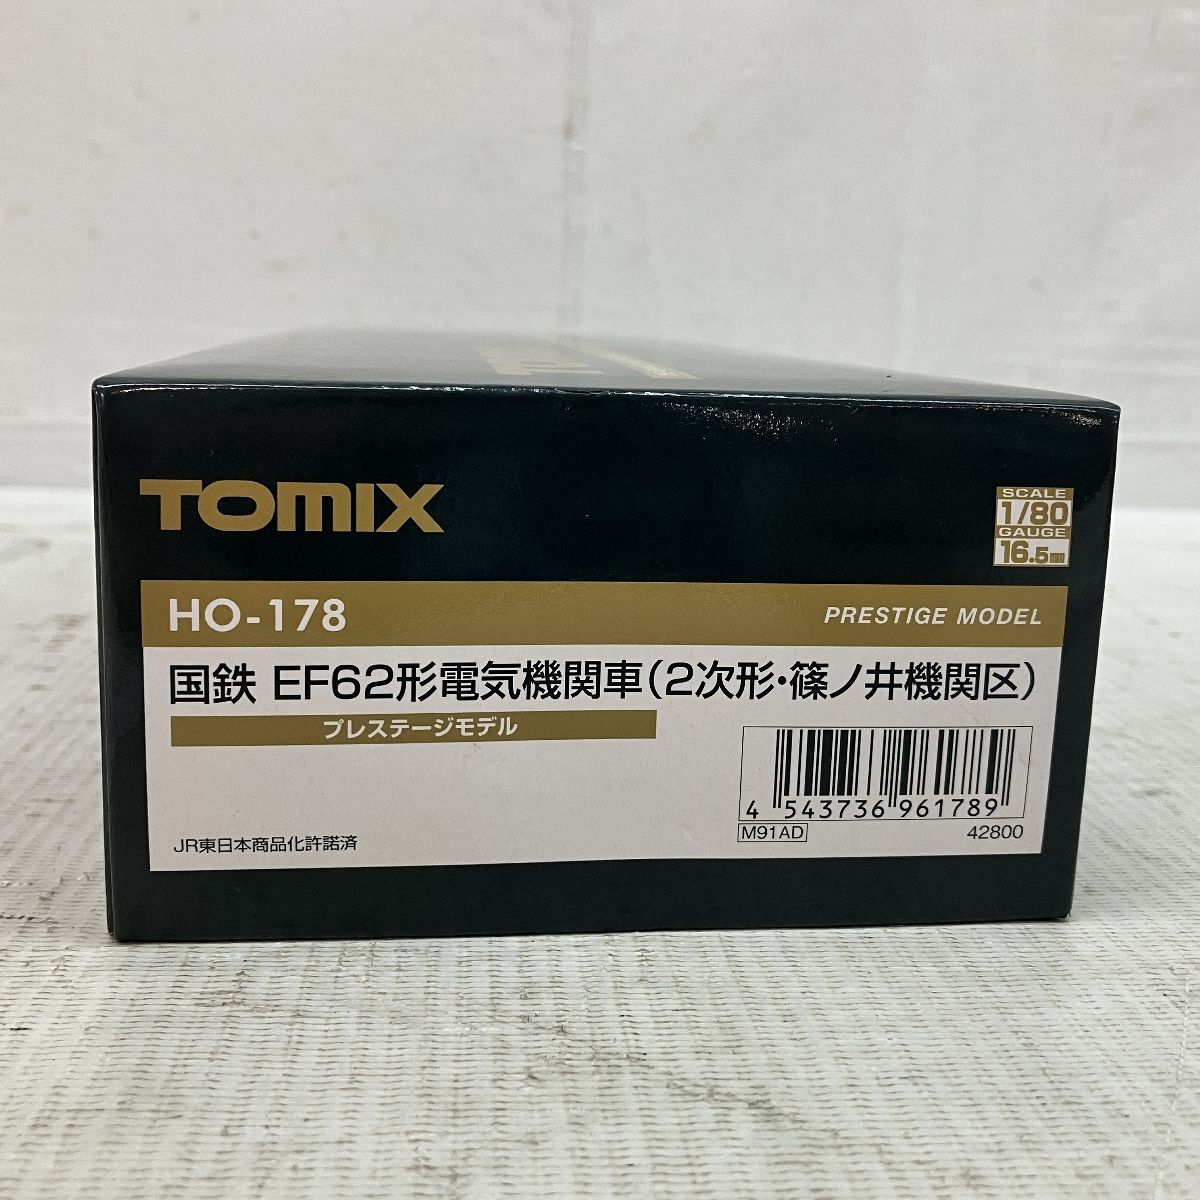 TOMIX
SCALE
1/80
GAUGE
16.5mm
HO-178
PRESTIGE MODEL
国鉄 EF62形電気機関車(2次形・篠ノ井機関区)
プレステージモデル
4 543736 961789
M91AD
42800
JR東日本商品化許諾済